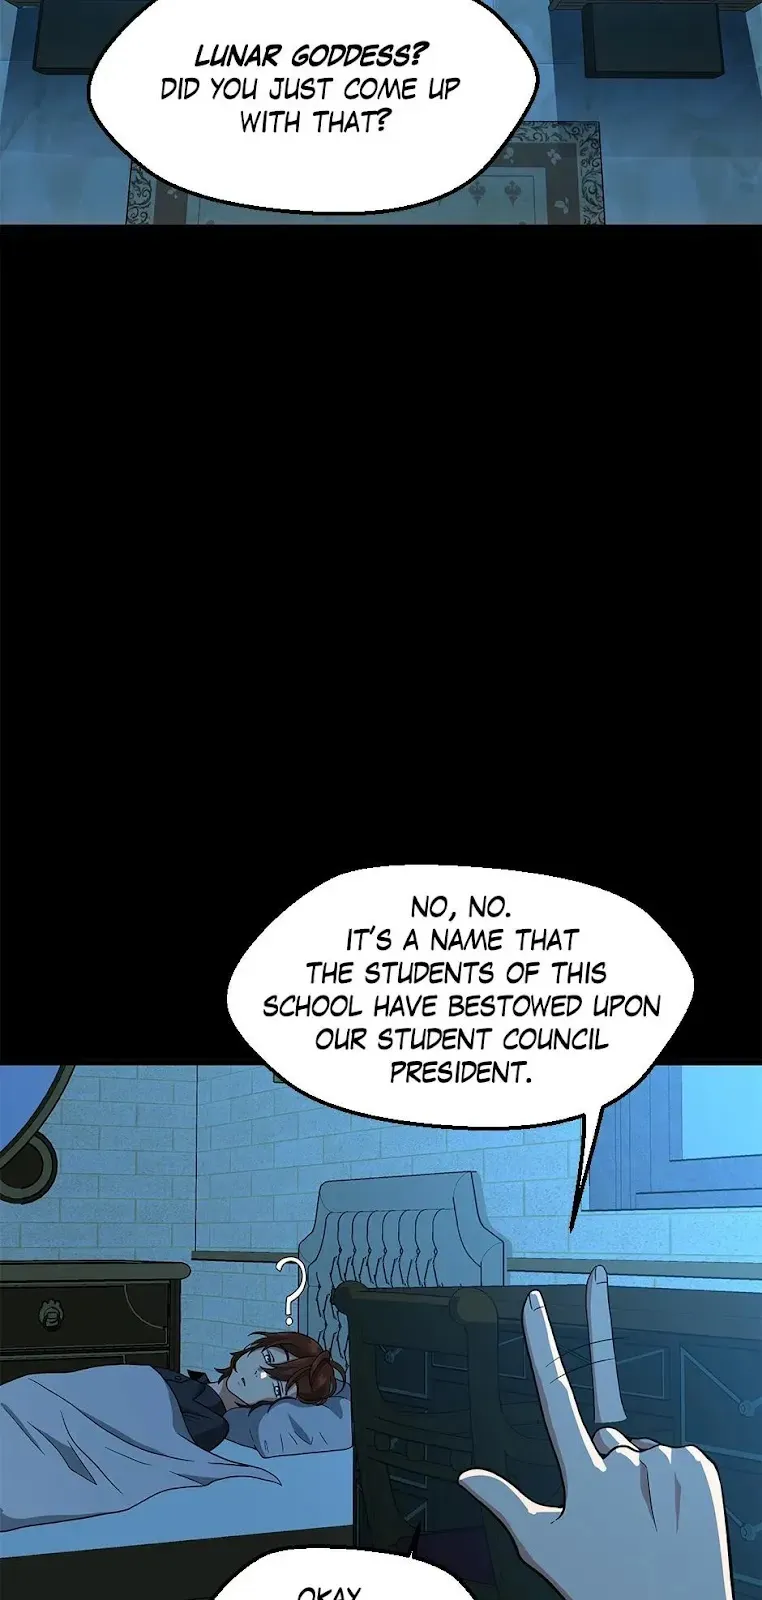 LUNAR GODDESS?
DID YOU JUST COME UP
WITH THAT?
NO, NO.
IT'S A NAME THAT
THE STUDENTS OF THIS
SCHOOL HAVE BESTOWED UPON
OUR STUDENT COUNCIL
PRESIDENT.
?
OKAY